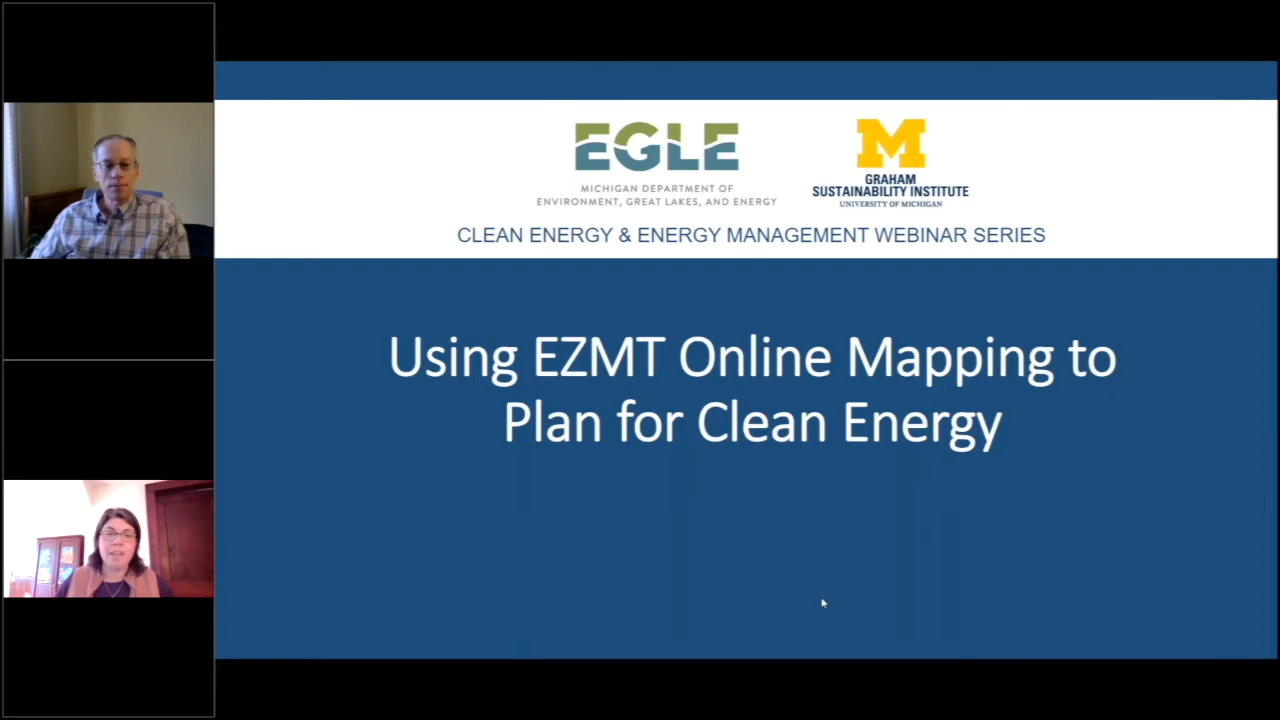 EGLE
MICHIGAN DEPARTMENT OF
ENVIRONMENT, GREAT LAKES, AND ENERGY
M
GRAHAM
SUSTAINABILITY INSTITUTE
UNIVERSITY OF MICHIGAN
CLEAN ENERGY & ENERGY MANAGEMENT WEBINAR SERIES
Using EZMT Online Mapping to
Plan for Clean Energy